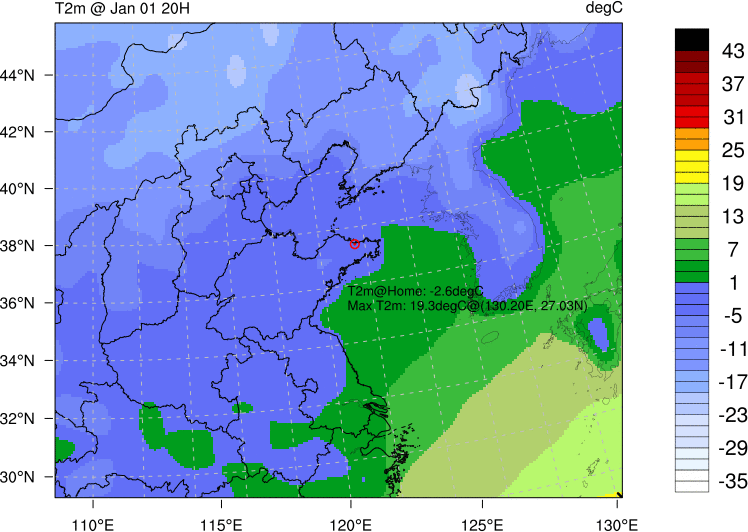 T2m @ Jan 01 20H
degC
44°N
42°N
40°N
38°N
36°N
34°N
32°N
30°N
T2m@Home: -2.6degC
Max T2m: 19.3degC@(130.20E, 27.03N)
110°E
115°E
120°E
125°E
130°E
43
37
31
25
19
13
7
1
-5
-11
-17
-23
-29
-35